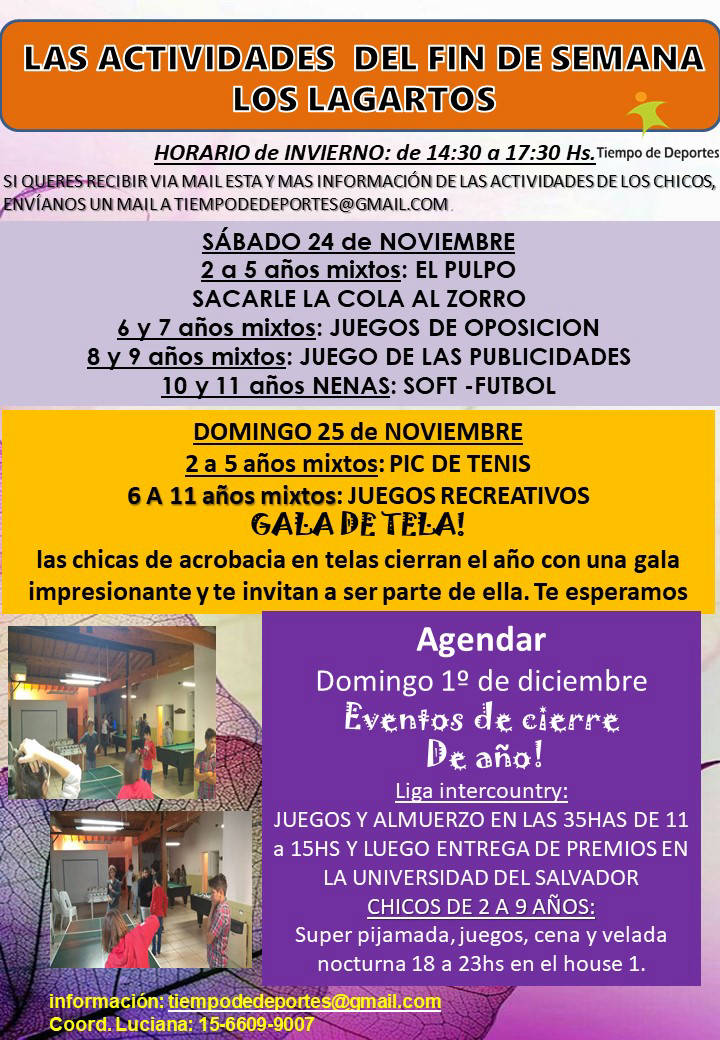 LAS ACTIVIDADES DEL FIN DE SEMANA
LOS LAGARTOS
HORARIO de INVIERNO: de 14:30 a 17:30 Hs.
Tiempo de Deportes
SI QUERES RECIBIR VIA MAIL ESTA Y MAS INFORMACIÓN DE LAS ACTIVIDADES DE LOS CHICOS,
ENVÍANOS UN MAIL A TIEMPODEDEPORTES@GMAIL.COM .
SÁBADO 24 de NOVIEMBRE
2 a 5 años mixtos: EL PULPO
SACARLE LA COLA AL ZORRO
6 y 7 años mixtos: JUEGOS DE OPOSICION
8 y 9 años mixtos: JUEGO DE LAS PUBLICIDADES
10 y 11 años NENAS: SOFT -FUTBOL
DOMINGO 25 de NOVIEMBRE
2 a 5 años mixtos: PIC DE TENIS
6 A 11 años mixtos: JUEGOS RECREATIVOS
GALA DE TELA!
las chicas de acrobacia en telas cierran el año con una gala
impresionante y te invitan a ser parte de ella. Te esperamos
Agendar
Domingo 1º de diciembre
Eventos de cierre
De año!
Liga intercountry:
JUEGOS Y ALMUERZO EN LAS 35HAS DE 11
a 15HS Y LUEGO ENTREGA DE PREMIOS EN
LA UNIVERSIDAD DEL SALVADOR
CHICOS DE 2 A 9 AÑOS:
Super pijamada, juegos, cena y velada
nocturna 18 a 23hs en el house 1.
información: tiempodedeportes@gmail.com
Coord. Luciana: 15-6609-9007